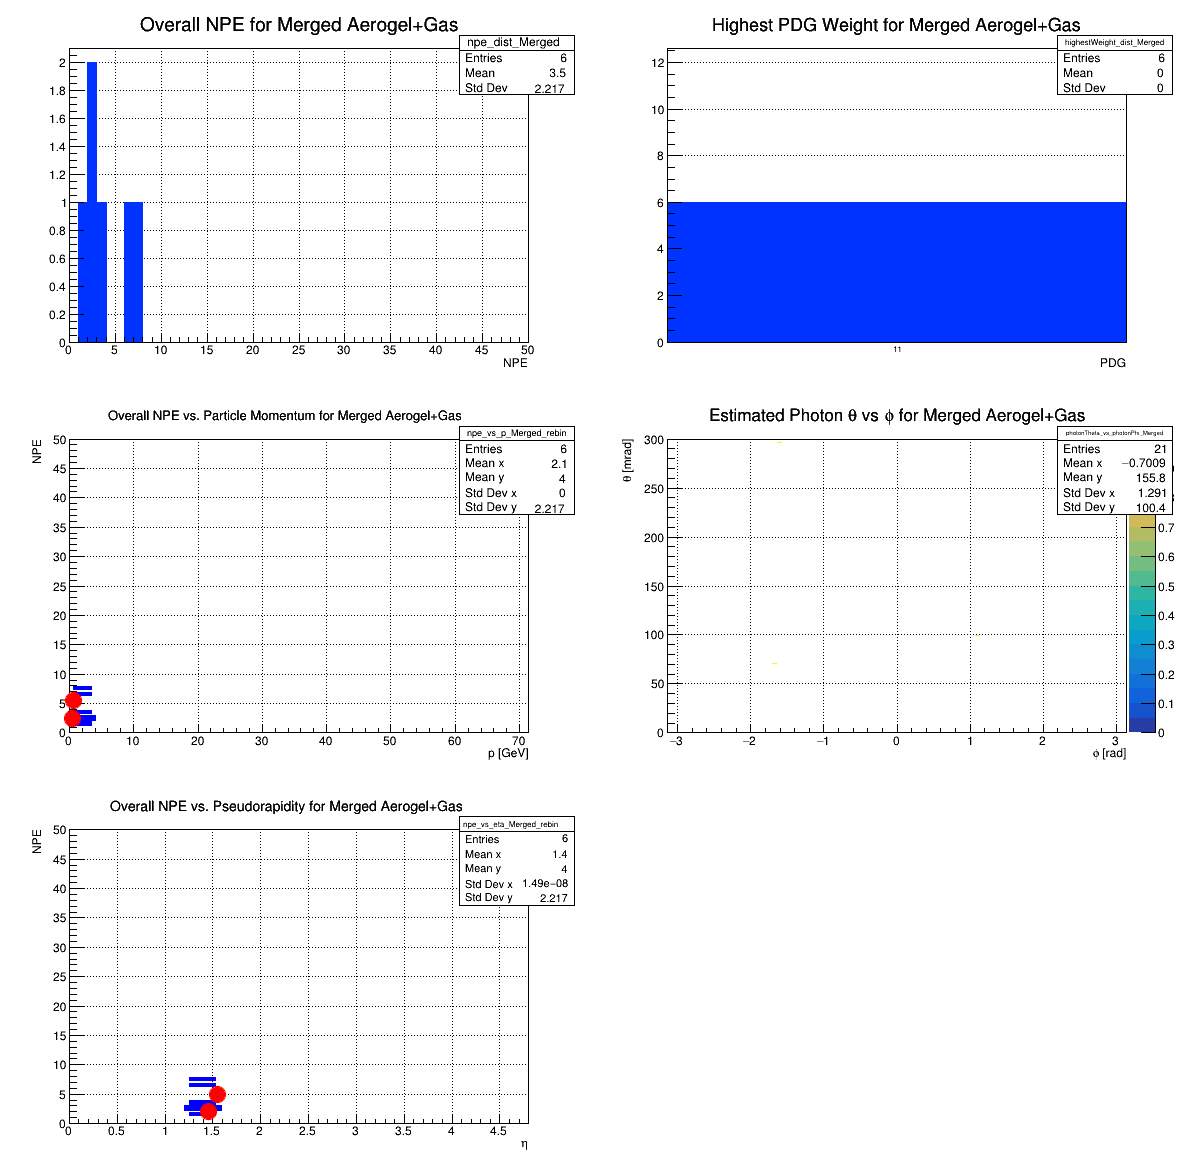 Overall NPE for Merged Aerogel+Gas
npe_dist_Merged
Entries 6
Mean 3.5
Std Dev 2.217
2
1.8
1.6
1.4
1.2
1
0.8
0.6
0.4
0.2
0
0 5 10 15 20 25 30 35 40 45 50
NPE
Highest PDG Weight for Merged Aerogel+Gas
highestWeight_dist_Merged
Entries 6
Mean 0
Std Dev 0
12
10
8
6
4
2
0
11
PDG
Overall NPE vs. Particle Momentum for Merged Aerogel+Gas
npe_vs_p_Merged_rebin
Entries 6
Mean x 2.1
Mean y 4
Std Dev x 0
Std Dev y 2.217
NPE
50
45
40
35
30
25
20
15
10
5
0
0 10 20 30 40 50 60 70
p [GeV]
Estimated Photon θ vs ϕ for Merged Aerogel+Gas
photonTheta_vs_photonPhi_Merged
Entries 21
Mean x −0.7009
Mean y 155.8
Std Dev x 1.291
Std Dev y 100.4
θ [mrad]
300
250
200
150
100
50
0
−3 −2 −1 0 1 2 3
ϕ [rad]
0.7
0.6
0.5
0.4
0.3
0.2
0.1
0
Overall NPE vs. Pseudorapidity for Merged Aerogel+Gas
npe_vs_eta_Merged_rebin
Entries 6
Mean x 1.4
Mean y 4
Std Dev x 1.49e−08
Std Dev y 2.217
NPE
50
45
40
35
30
25
20
15
10
5
0
0 0.5 1 1.5 2 2.5 3 3.5 4 4.5
η